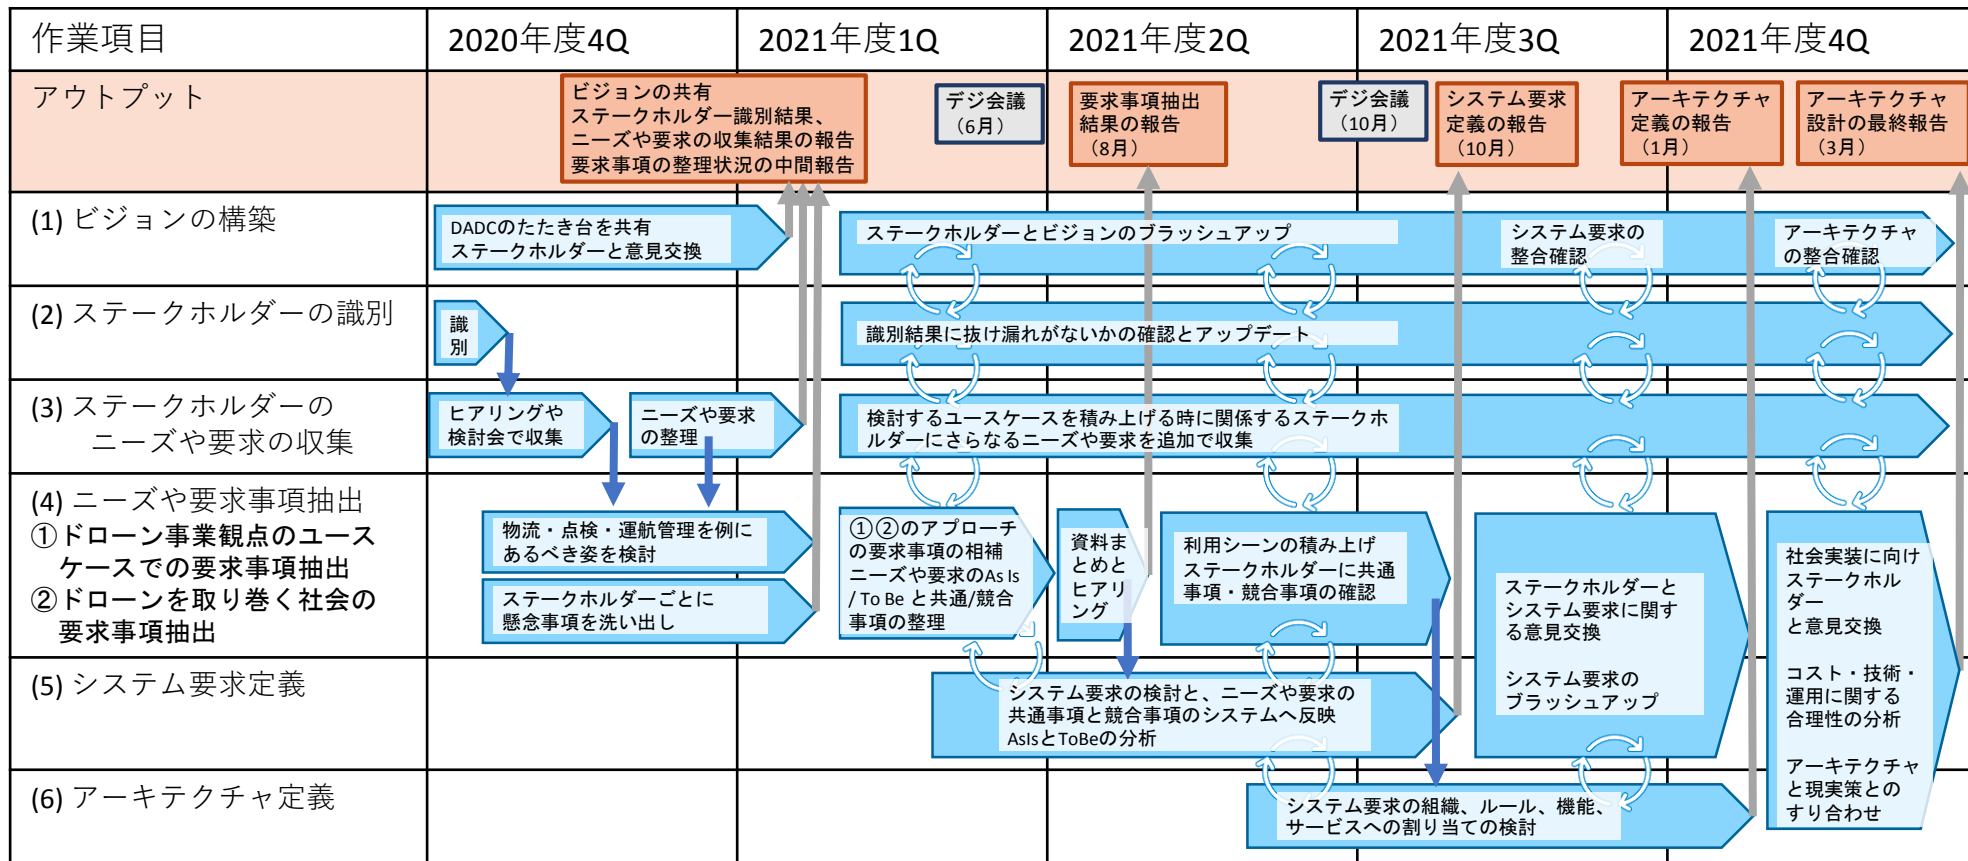 作業項目
2020年度4Q
2021年度1Q
2021年度2Q
2021年度3Q
2021年度4Q
アウトプット
ビジョンの共有
ステークホルダー識別結果、
ニーズや要求の収集結果の報告
要求事項の整理状況の中間報告
デジ会議
（6月）
要求事項抽出
結果の報告
（8月）
デジ会議
（10月）
システム要求
定義の報告
（10月）
アーキテクチャ
定義の報告
（1月）
アーキテクチャ
設計の最終報告
（3月）
(1) ビジョンの構築
DADCのたたき台を共有
ステークホルダーと意見交換
ステークホルダーとビジョンのブラッシュアップ
システム要求の
整合確認
アーキテクチャ
の整合確認
(2) ステークホルダーの識別
識
別
識別結果に抜け漏れがないかの確認とアップデート
(3) ステークホルダーの
ニーズや要求の収集
ヒアリングや
検討会で収集
ニーズや要求
の整理
検討するユースケースを積み上げる時に関係するステークホ
ルダーにさらなるニーズや要求を追加で収集
(4) ニーズや要求事項抽出
①ドローン事業観点のユース
ケースでの要求事項抽出
②ドローンを取り巻く社会の
要求事項抽出
物流・点検・運航管理を例に
あるべき姿を検討
ステークホルダーごとに
懸念事項を洗い出し
①②のアプローチ
の要求事項の相補
ニーズや要求のAs Is
/ To Be と共通/競合
事項の整理
資料ま
とめと
ヒアリ
ング
利用シーンの積み上げ
ステークホルダーに共通
事項・競合事項の確認
ステークホルダーと
システム要求に関す
る意見交換
システム要求の
ブラッシュアップ
社会実装に向け
ステークホル
ダー
と意見交換
コスト・技術・
運用に関する
合理性の分析
アーキテクチャ
と現実策との
すり合わせ
(5) システム要求定義
システム要求の検討と、ニーズや要求の
共通事項と競合事項のシステムへ反映
AsIsとToBeの分析
(6) アーキテクチャ定義
システム要求の組織、ルール、機能、
サービスへの割り当ての検討